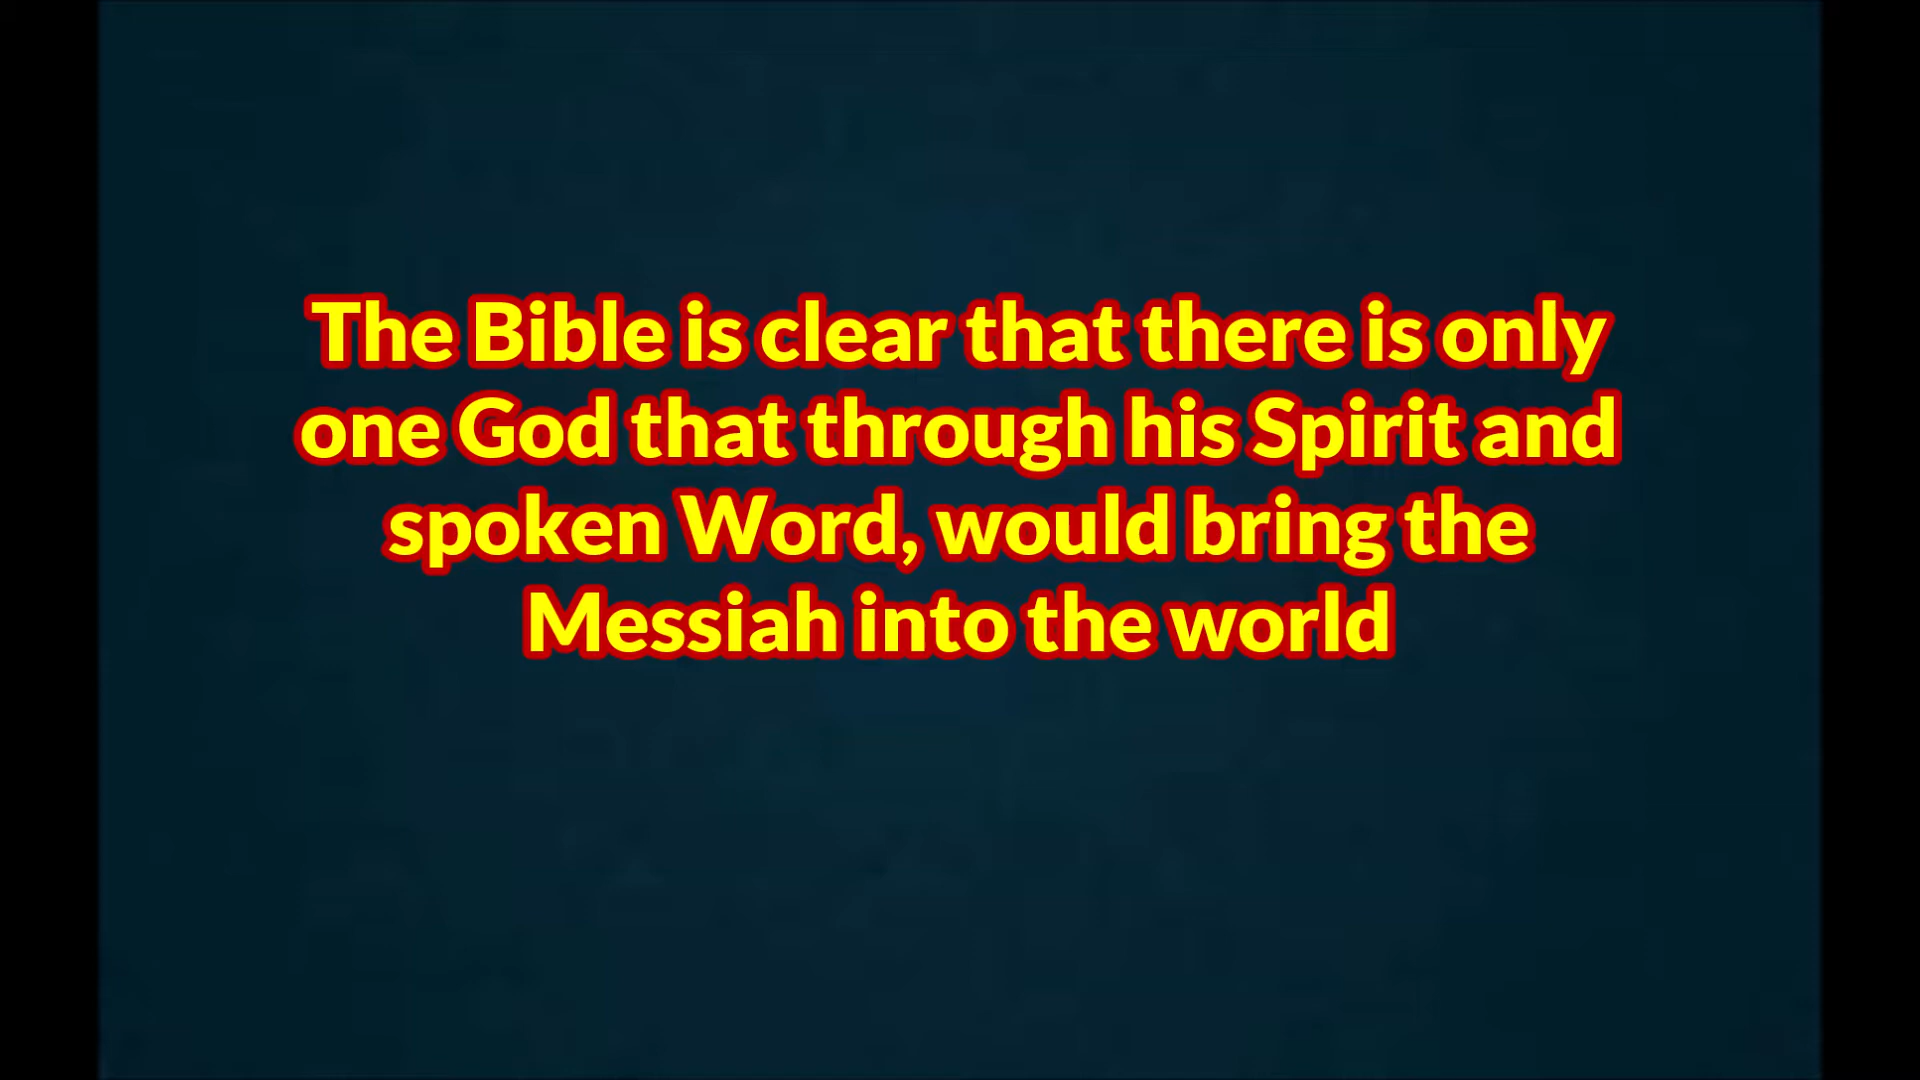 The Bible is clear that there is only
one God that through his Spirit and
spoken Word, would bring the
Messiah into the world